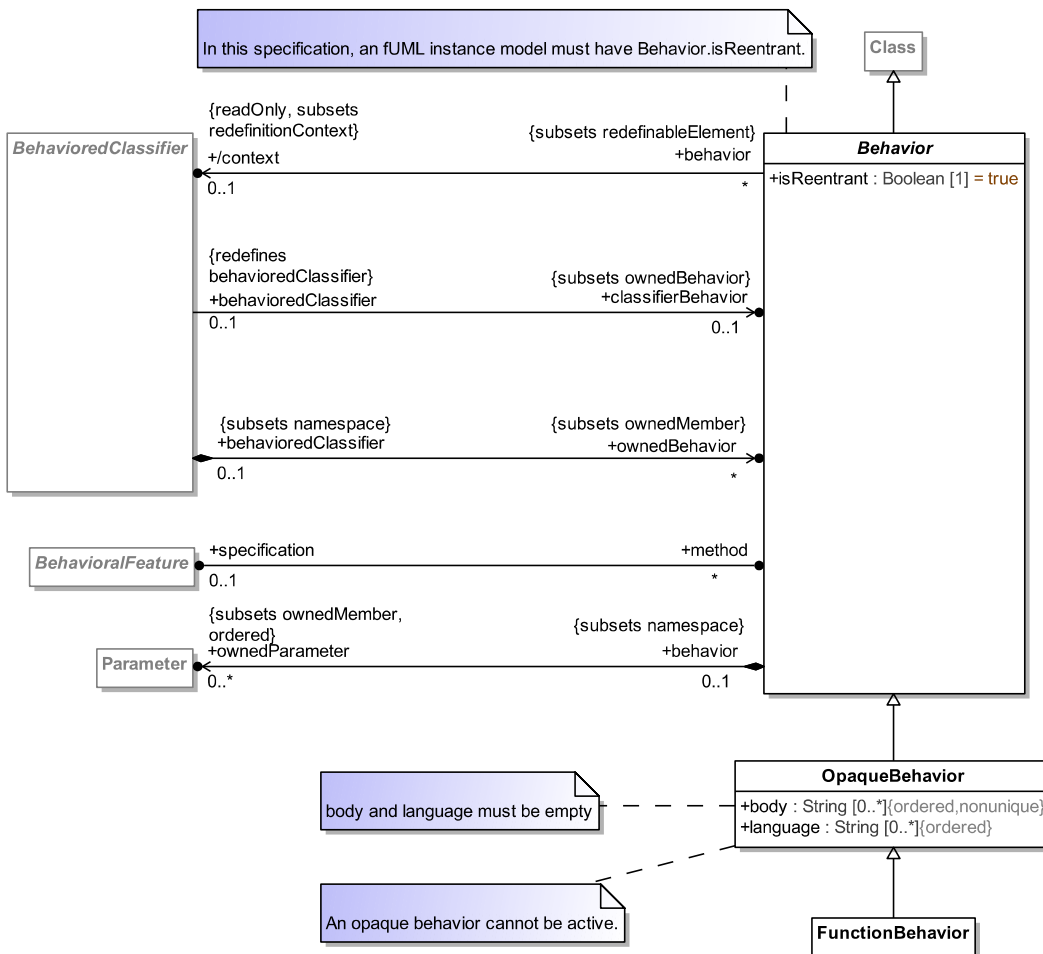 In this specification, an fUML instance model must have Behavior.isReentrant.
Class
{readOnly, subsets
redefinitionContext}
+/context
0..1
{subsets redefinableElement}
+behavior
*
BehavioredClassifier
Behavior
+isReentrant : Boolean [1] = true
{redefines
behavioredClassifier}
+behavioredClassifier
0..1
{subsets ownedBehavior}
+classifierBehavior
0..1
{subsets namespace}
+behavioredClassifier
0..1
{subsets ownedMember}
+ownedBehavior
*
BehavioralFeature
+specification
0..1
+method
*
{subsets ownedMember,
ordered}
+ownedParameter
0..*
{subsets namespace}
+behavior
0..1
Parameter
OpaqueBehavior
+body : String [0..*]{ordered,nonunique}
+language : String [0..*]{ordered}
body and language must be empty
An opaque behavior cannot be active.
FunctionBehavior